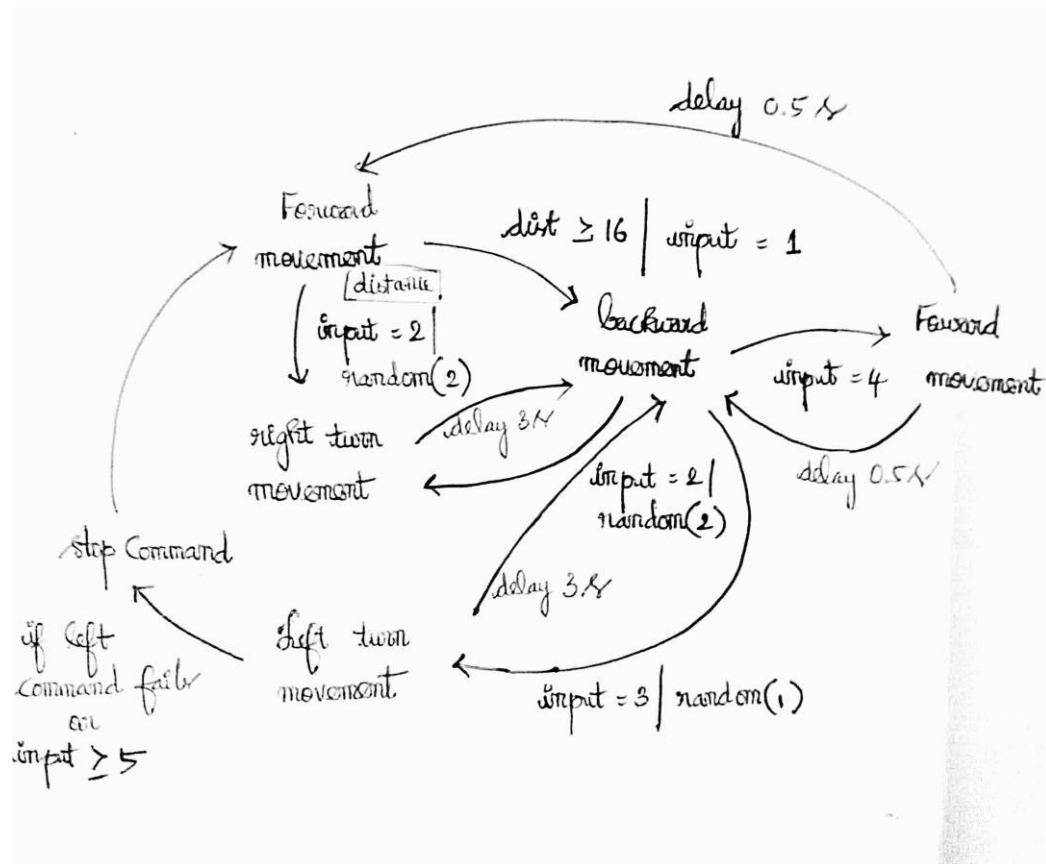 delay 0.5 s
Forward
movement
distanie
dist ≥ 16 | input = 1
input = 2 |
random(2)
backward
movement
Foward
movement
input = 4
delay 0.5 s
right turn
movement
delay 3 s
input = 2 |
random(2)
stop Command
delay 3 s
if left
command fails
or
input ≥ 5
Left turn
movement
input = 3 | random(1)